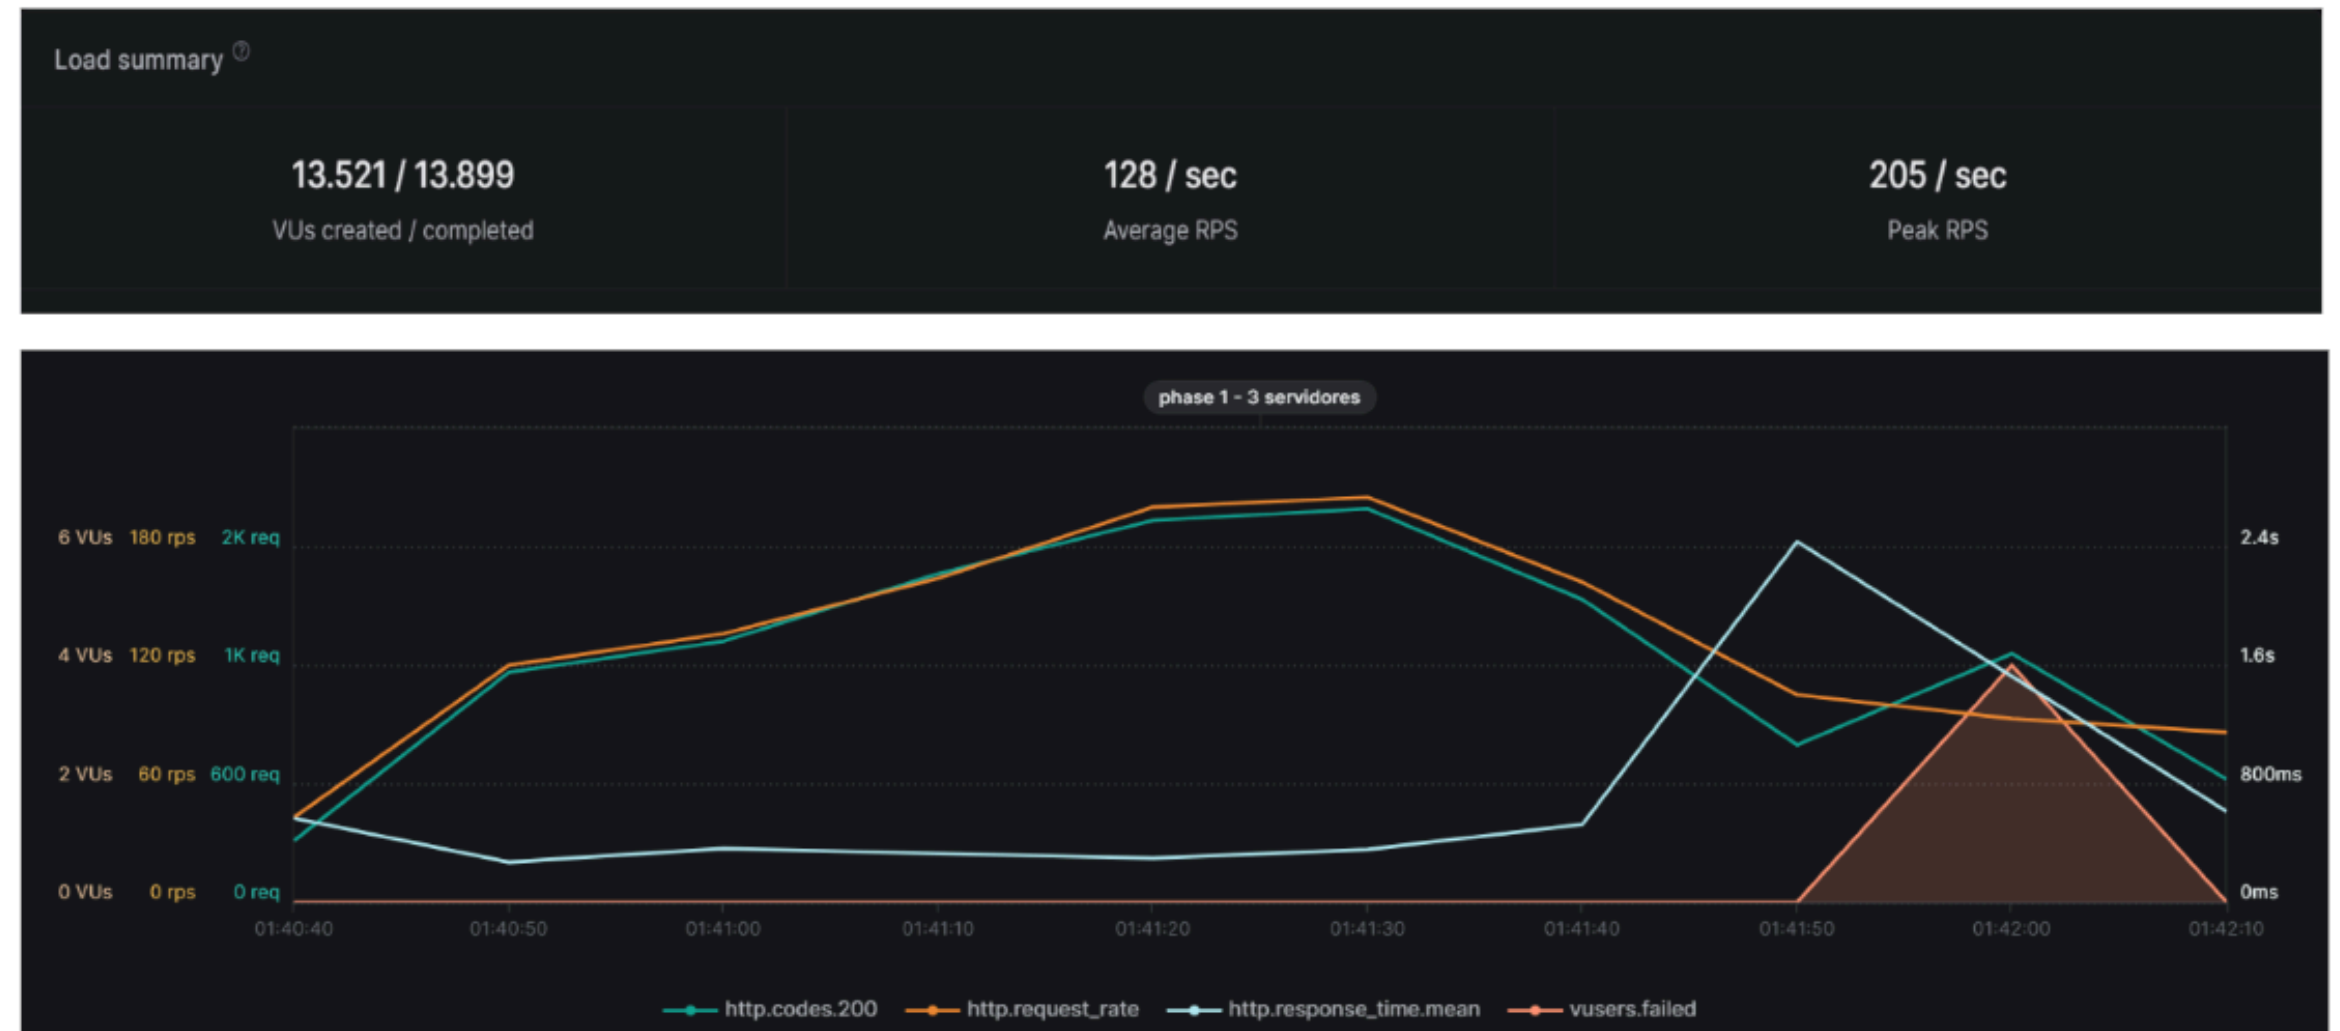 Load summary ?
13.521 / 13.899
VUs created / completed
128 / sec
Average RPS
205 / sec
Peak RPS
phase 1 - 3 servidores
6 VUs 180 rps 2K req 2.4s
4 VUs 120 rps 1K req 1.6s
2 VUs 60 rps 600 req 800ms
0 VUs 0 rps 0 req 0ms
01:40:40 01:40:50 01:41:00 01:41:10 01:41:20 01:41:30 01:41:40 01:41:50 01:42:00 01:42:10
http.codes.200 http.request_rate http.response_time.mean vusers.failed